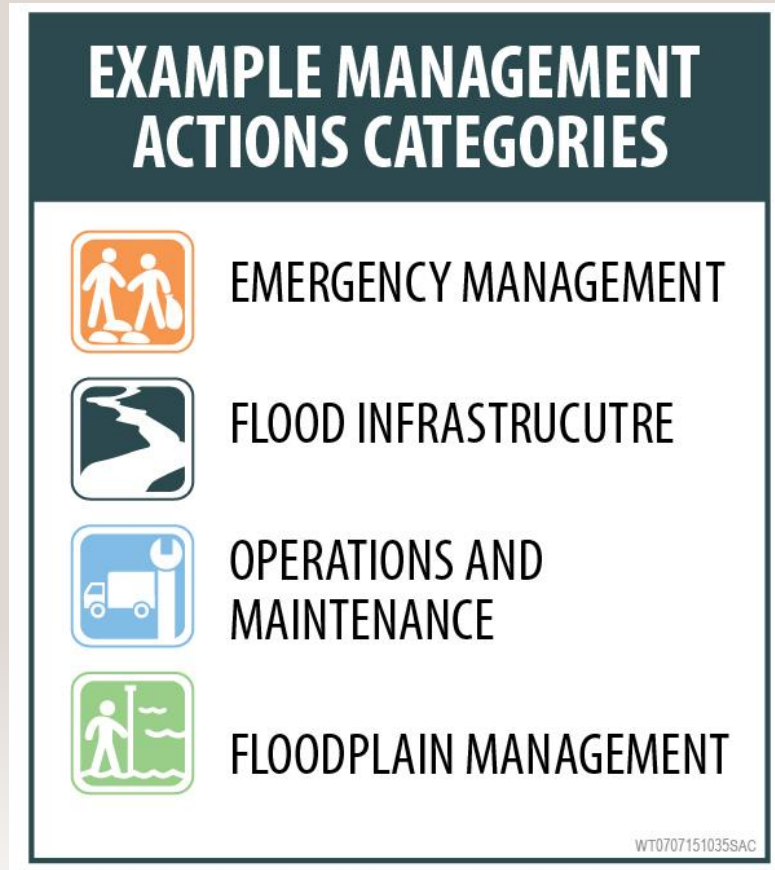 EXAMPLE MANAGEMENT
ACTIONS CATEGORIES
EMERGENCY MANAGEMENT
FLOOD INFRASTRUCUTRE
OPERATIONS AND
MAINTENANCE
FLOODPLAIN MANAGEMENT
WT0707151035SAC